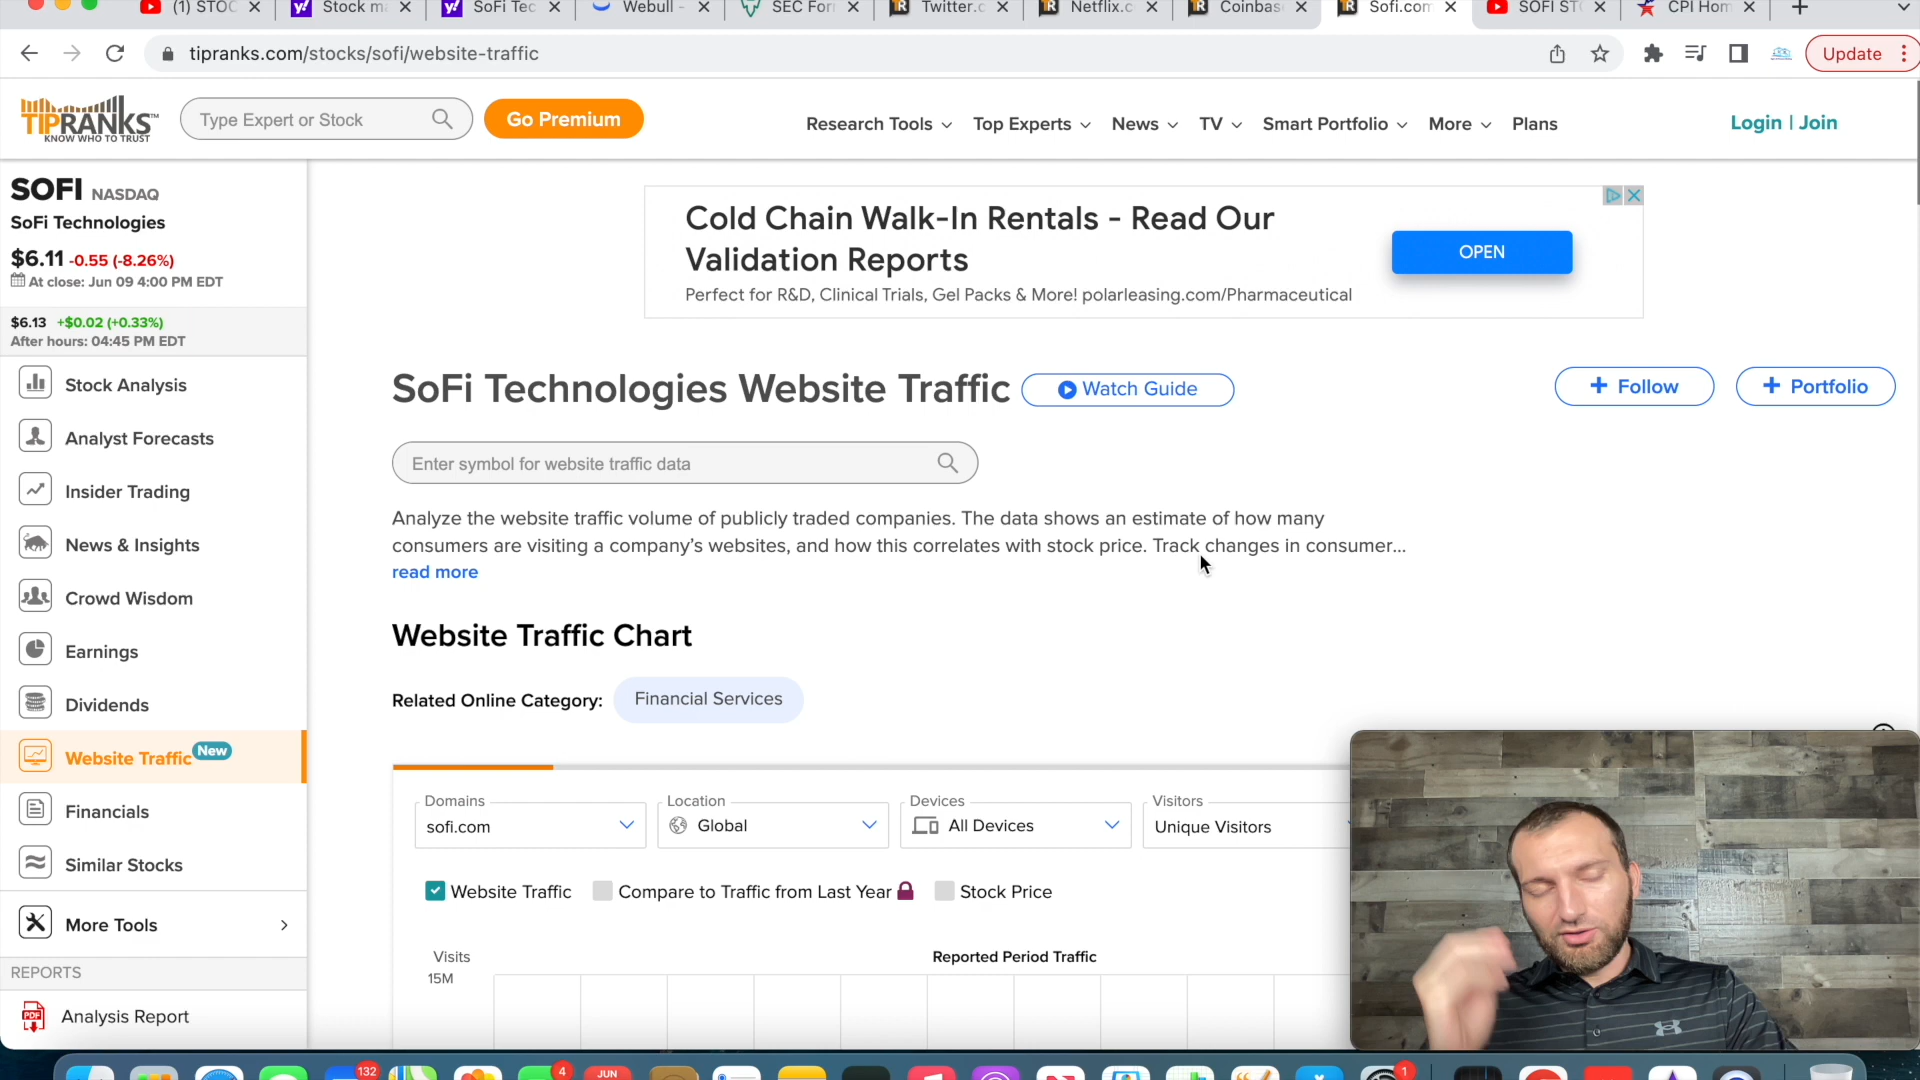 (1) STOC
Stock ma
SoFi Tec
Webull -
SEC For
Twitter.c
Netflix.c
Coinbas
Sofi.com
SOFI ST
CPI Hom
tipranks.com/stocks/sofi/website-traffic
Update
TIPRANKS™
KNOW WHO TO TRUST
Type Expert or Stock
Go Premium
Research Tools
Top Experts
News
TV
Smart Portfolio
More
Plans
Login | Join
SOFI NASDAQ
SoFi Technologies
$6.11 -0.55 (-8.26%)
At close: Jun 09 4:00 PM EDT
$6.13 +$0.02 (+0.33%)
After hours: 04:45 PM EDT
Stock Analysis
Analyst Forecasts
Insider Trading
News & Insights
Crowd Wisdom
Earnings
Dividends
Website Traffic New
Financials
Similar Stocks
More Tools
REPORTS
PDF
Analysis Report
Cold Chain Walk-In Rentals - Read Our
Validation Reports
Perfect for R&D, Clinical Trials, Gel Packs & More! polarleasing.com/Pharmaceutical
OPEN
SoFi Technologies Website Traffic
Watch Guide
+ Follow
+ Portfolio
Enter symbol for website traffic data
Analyze the website traffic volume of publicly traded companies. The data shows an estimate of how many
consumers are visiting a company’s websites, and how this correlates with stock price. Track changes in consumer...
read more
Website Traffic Chart
Related Online Category: Financial Services
Domains
sofi.com
Location
Global
Devices
All Devices
Visitors
Unique Visitors
Website Traffic
Compare to Traffic from Last Year
Stock Price
Visits
Reported Period Traffic
15M
132
4
JUN
1